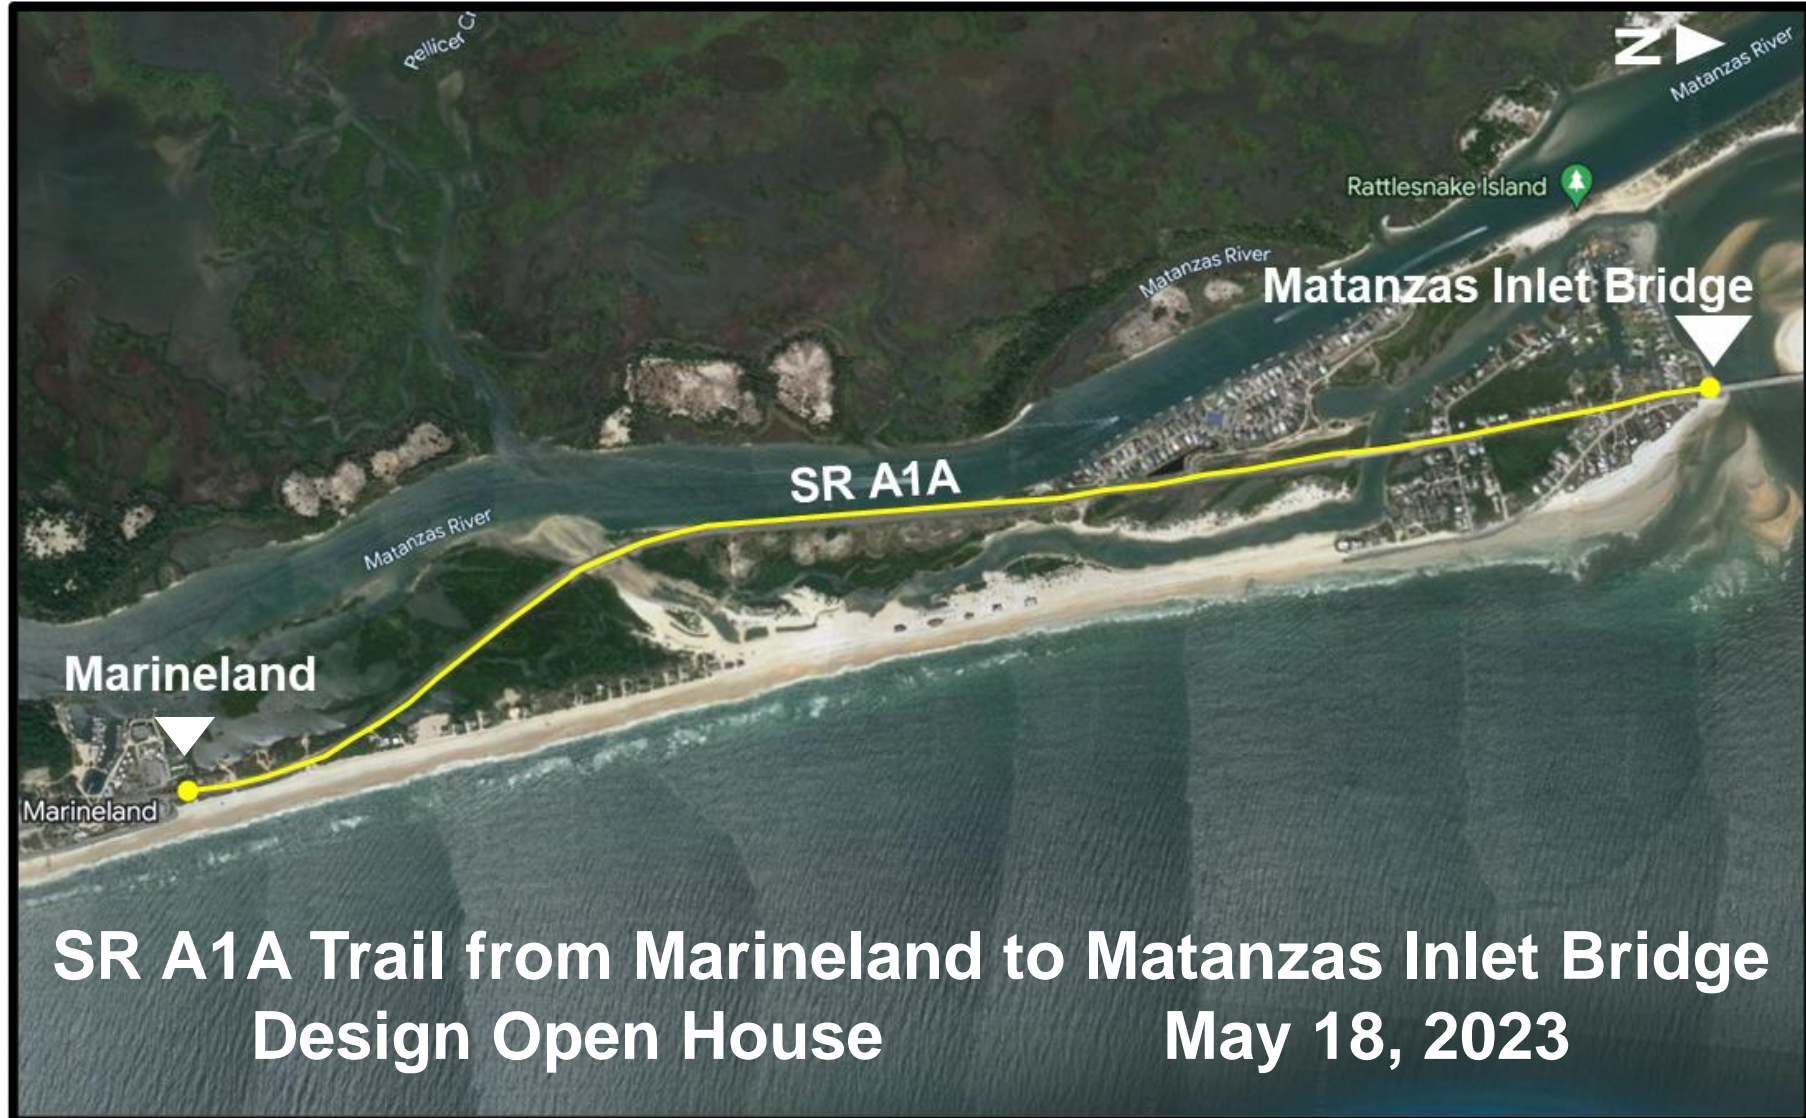 Pellicer C
N
Matanzas River
Rattlesnake Island
Matanzas River
Matanzas Inlet Bridge
SR A1A
Matanzas River
Marineland
Marineland
SR A1A Trail from Marineland to Matanzas Inlet Bridge
Design Open House May 18, 2023